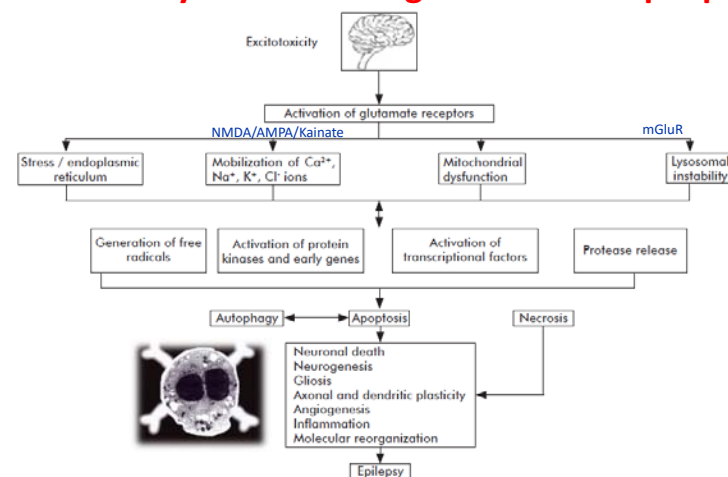 Excitotoxicity
Activation of glutamate receptors
NMDA/AMPA/Kainate
mGluR
Stress / endoplasmic
reticulum
Mobilization of Ca²⁺,
Na⁺, K⁺, Cl⁻ ions
Mitochondrial
dysfunction
Lysosomal
instability
Generation of free
radicals
Activation of protein
kinases and early genes
Activation of
transcriptional factors
Protease release
Autophagy
Apoptosis
Necrosis
Neuronal death
Neurogenesis
Gliosis
Axonal and dendritic plasticity
Angiogenesis
Inflammation
Molecular reorganization
Epilepsy